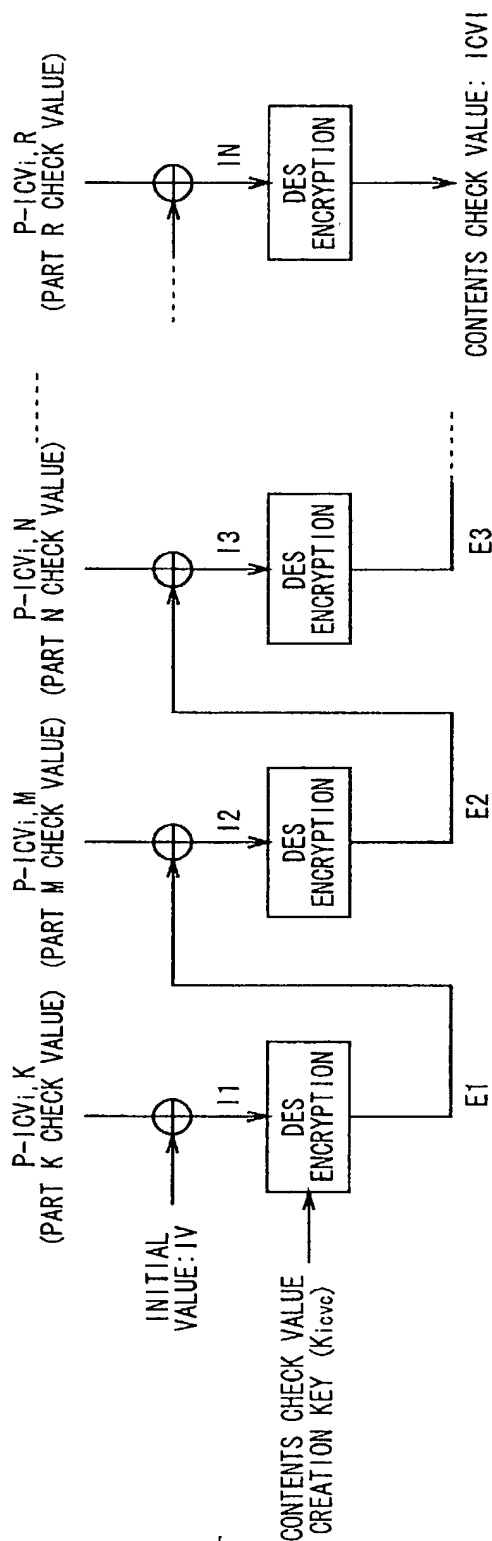 P-ICVi,K
(PART K CHECK VALUE)
P-ICVi,M
(PART M CHECK VALUE)
P-ICVi,N
(PART N CHECK VALUE)
P-ICVi,R
(PART R CHECK VALUE)
INITIAL
VALUE:IV
I1
I2
I3
IN
CONTENTS CHECK VALUE
CREATION KEY (Kicvc)
DES
ENCRYPTION
DES
ENCRYPTION
DES
ENCRYPTION
DES
ENCRYPTION
E1
E2
E3
CONTENTS CHECK VALUE: ICVi